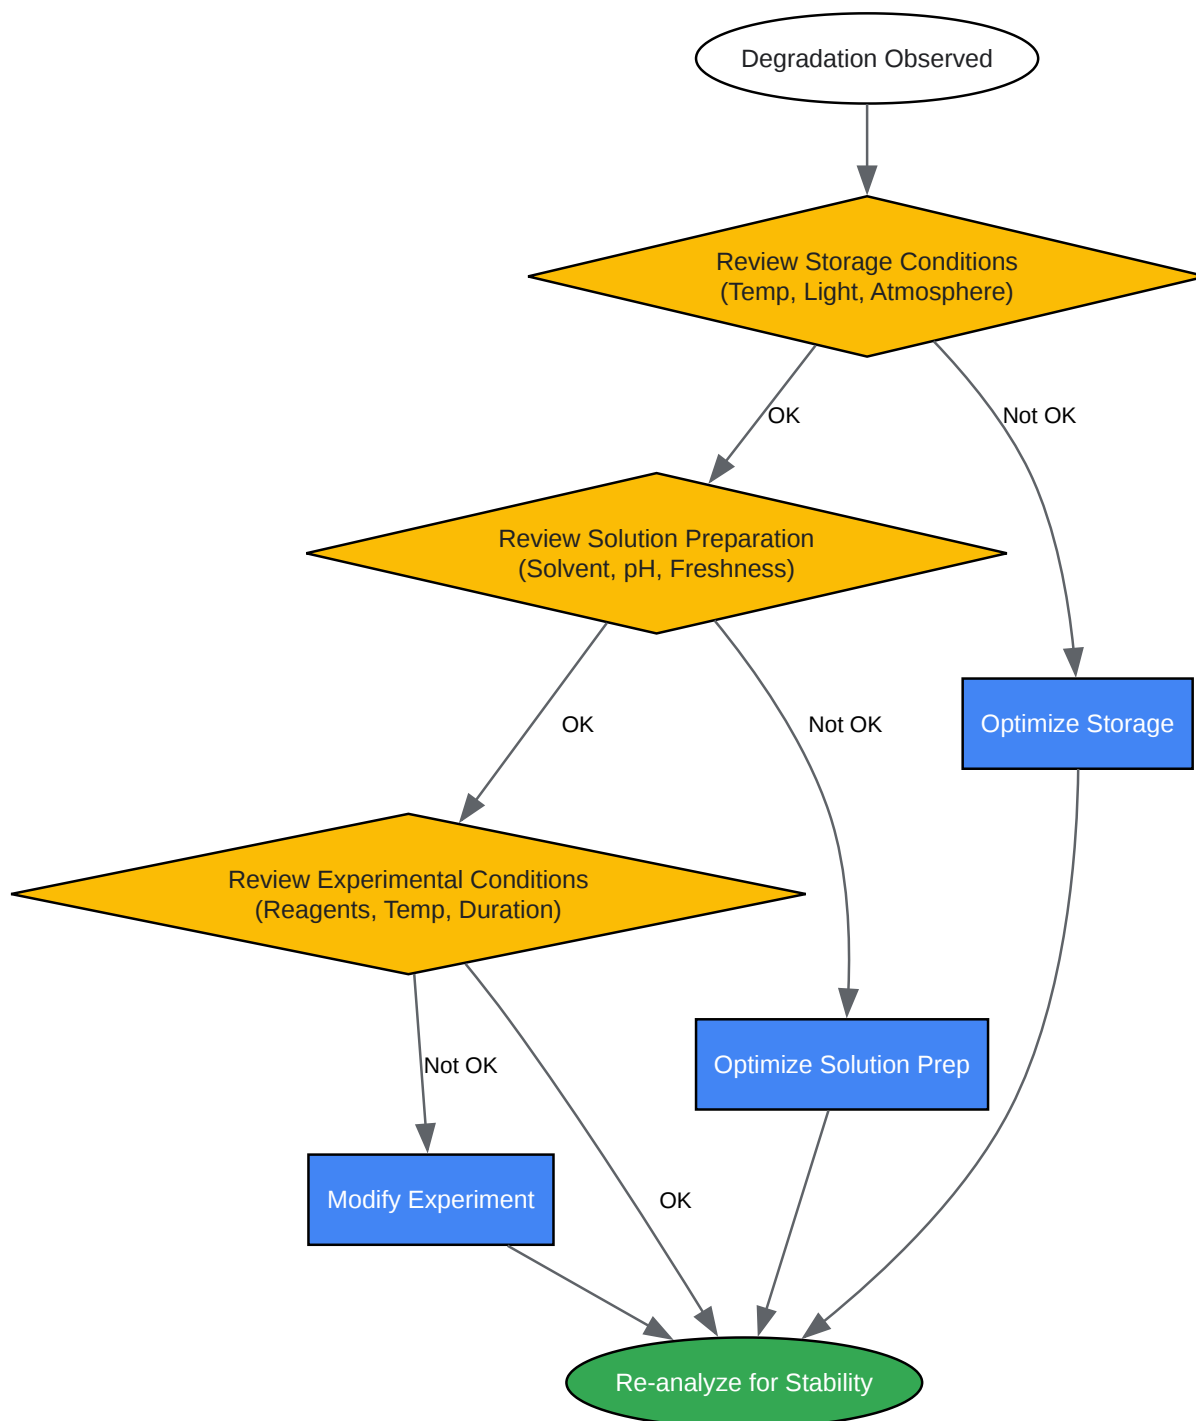 Degradation Observed
Review Storage Conditions
(Temp, Light, Atmosphere)
OK
Not OK
Review Solution Preparation
(Solvent, pH, Freshness)
OK
Not OK
Optimize Storage
Review Experimental Conditions
(Reagents, Temp, Duration)
Not OK
Optimize Solution Prep
Modify Experiment
OK
Re-analyze for Stability